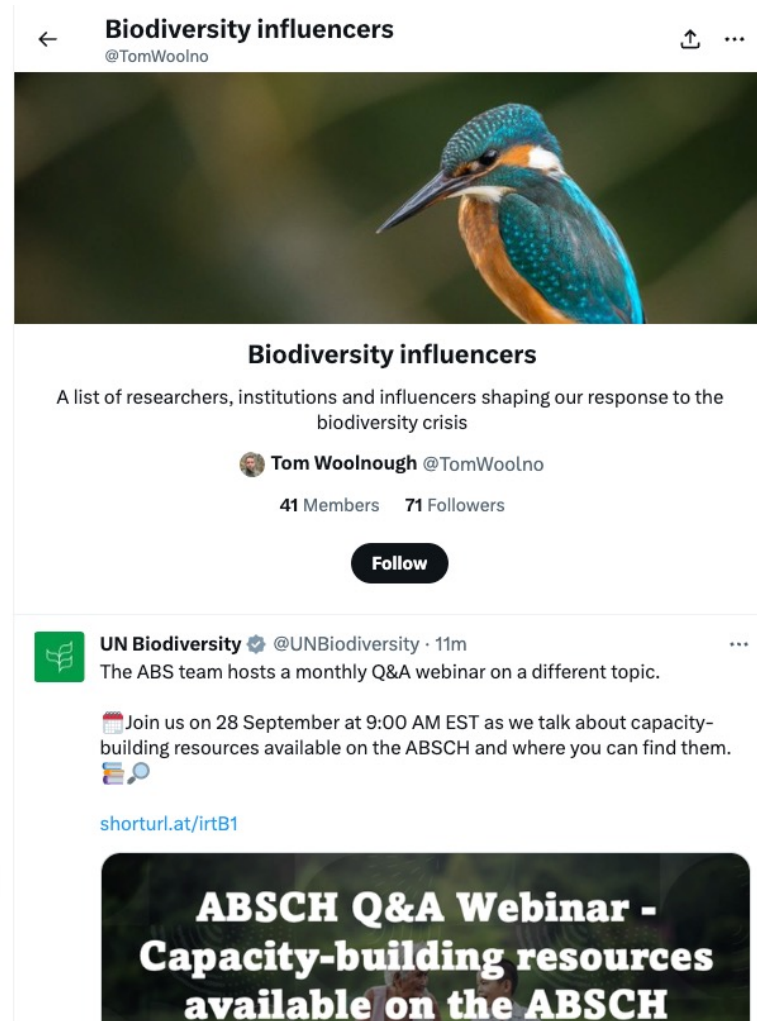 Biodiversity influencers
@TomWoolno
Biodiversity influencers
A list of researchers, institutions and influencers shaping our response to the
biodiversity crisis
Tom Woolnough @TomWoolno
41 Members 71 Followers
Follow
UN Biodiversity @UNBiodiversity · 11m
The ABS team hosts a monthly Q&A webinar on a different topic.
🗓️Join us on 28 September at 9:00 AM EST as we talk about capacity-
building resources available on the ABSCH and where you can find them.
📚🔎
shorturl.at/irtB1
ABSCH Q&A Webinar -
Capacity-building resources
available on the ABSCH